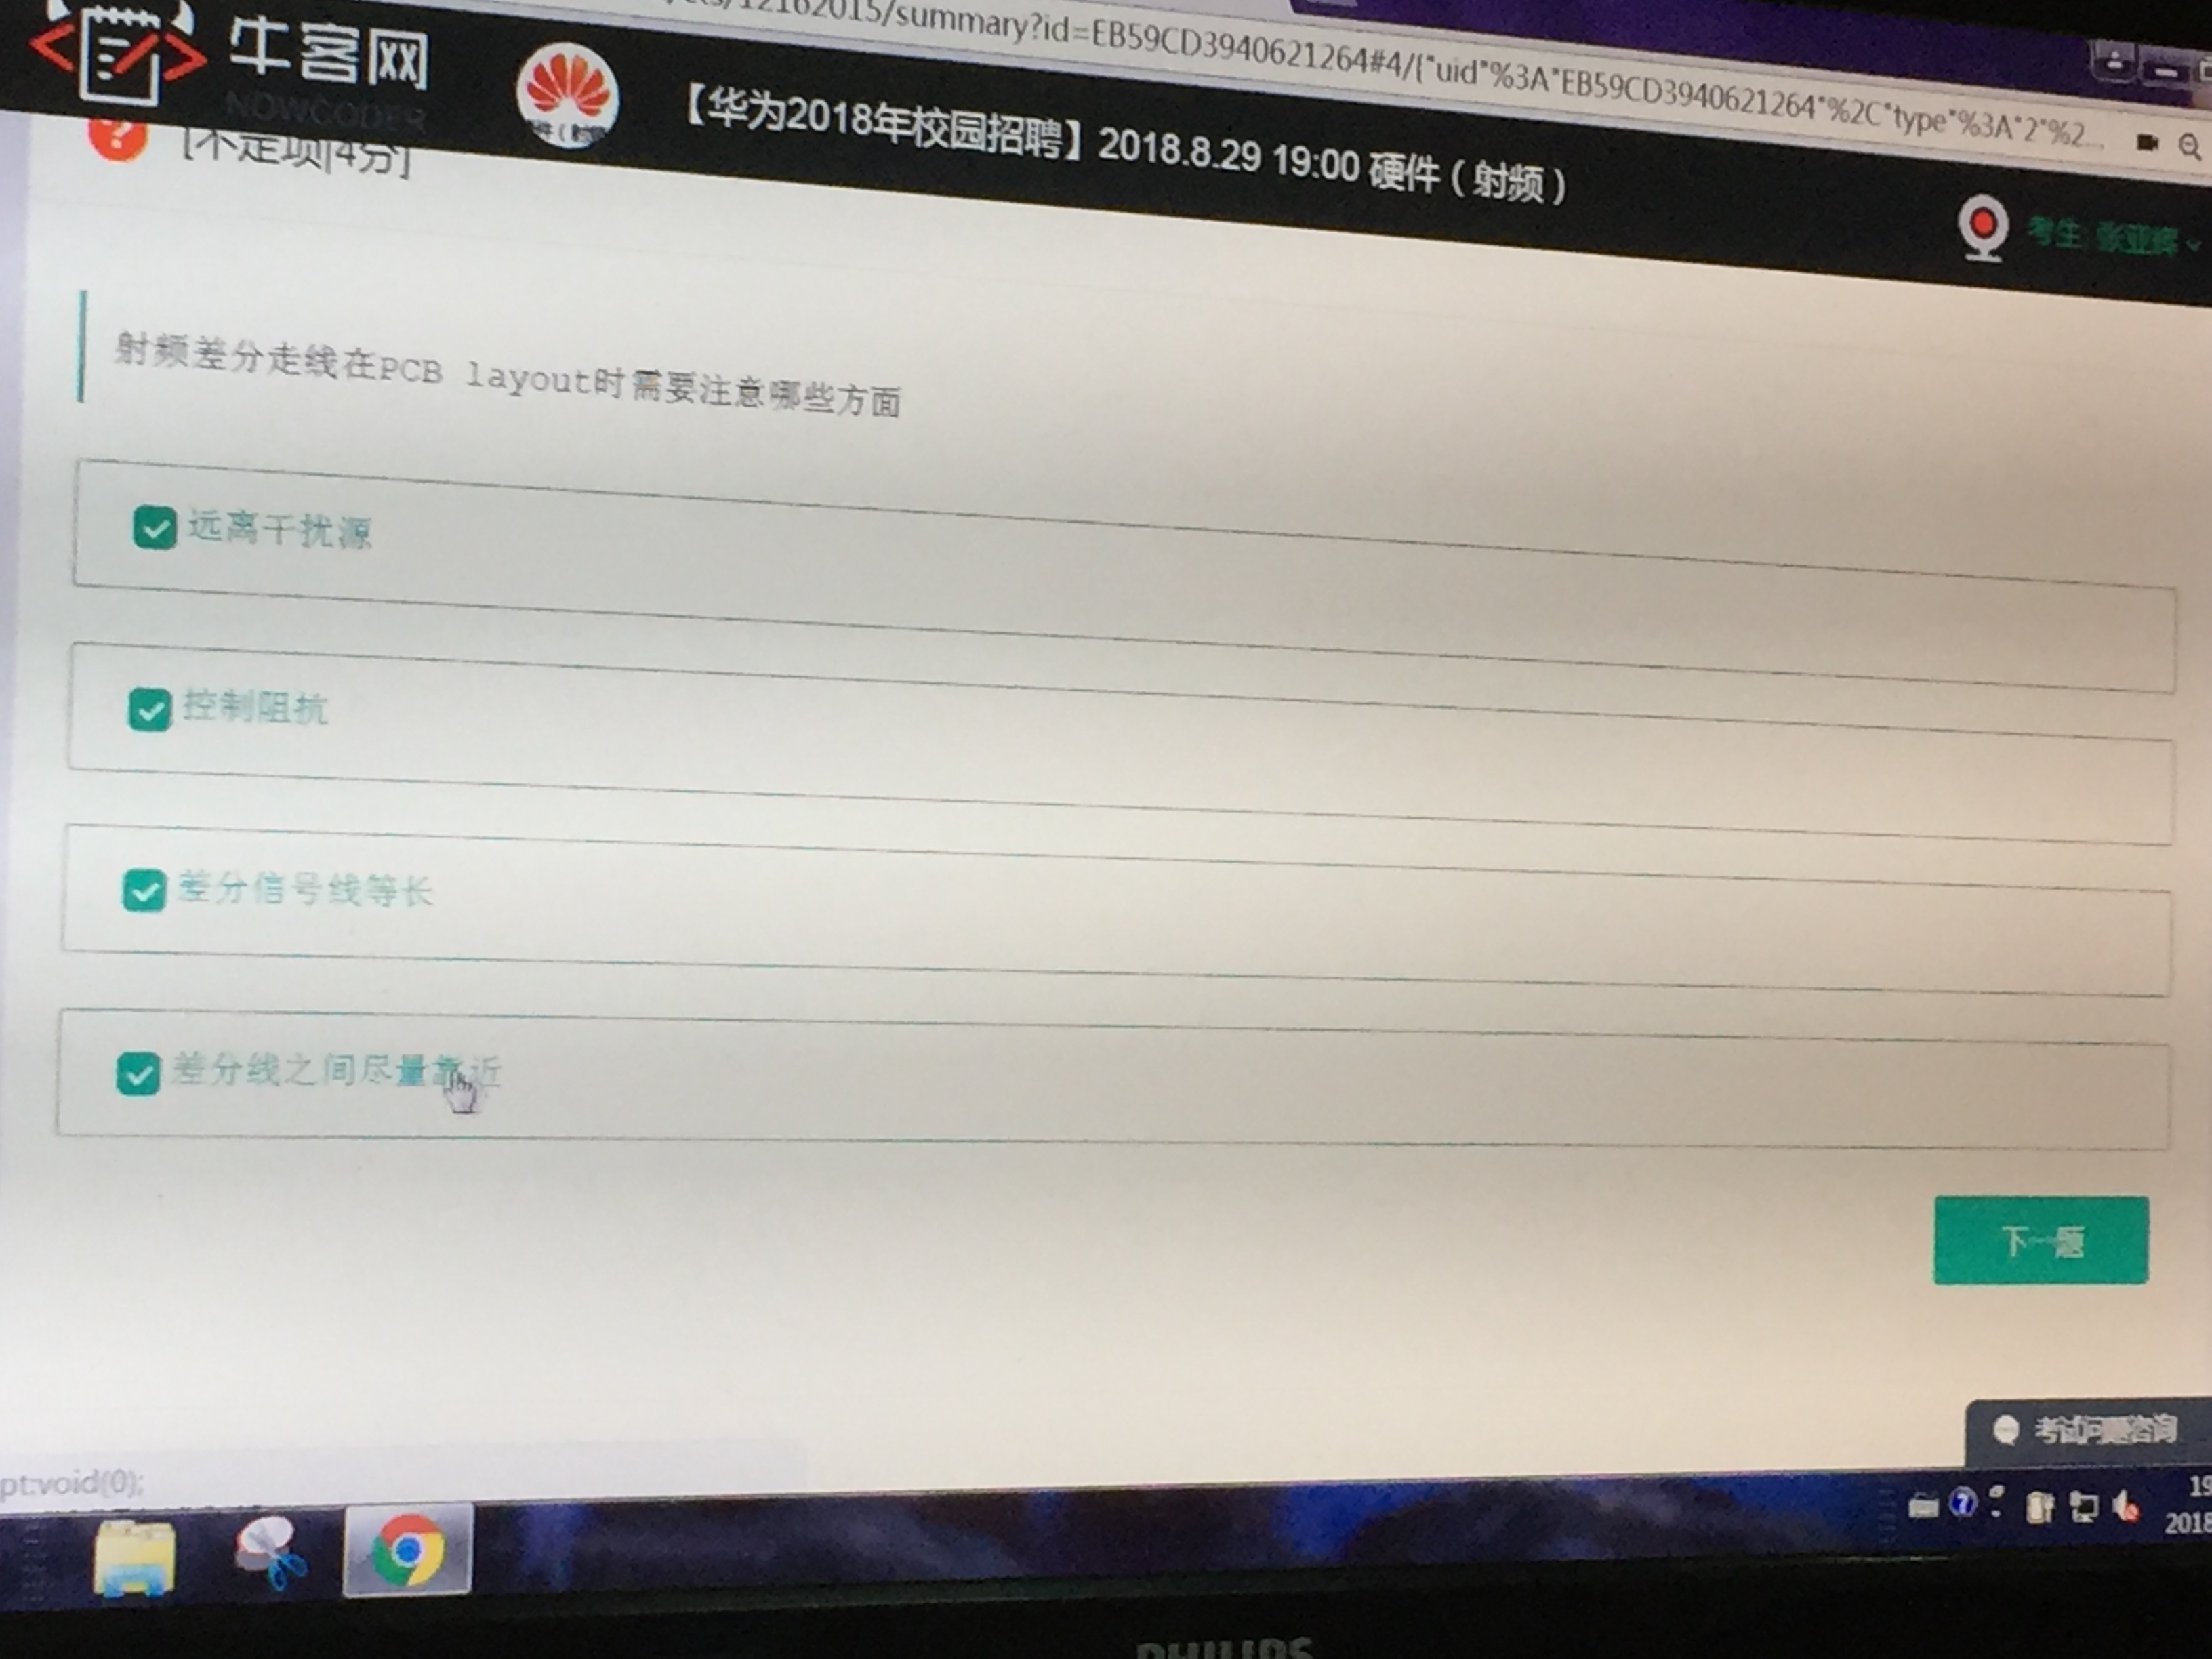 /12162015/summary?id=EB59CD3940621264#4/{"uid"%3A"EB59CD3940621264"%2C"type"%3A"2"%2...
牛客网
NOWCODER
【华为2018年校园招聘】2018.8.29 19:00 硬件（射频）
考生
[不定项|4分]
射频差分走线在PCB layout时需要注意哪些方面
远离干扰源
控制阻抗
差分信号线等长
差分线之间尽量靠近
下一题
考试问题咨询
pt:void(0);
19
2018
PHILIPS